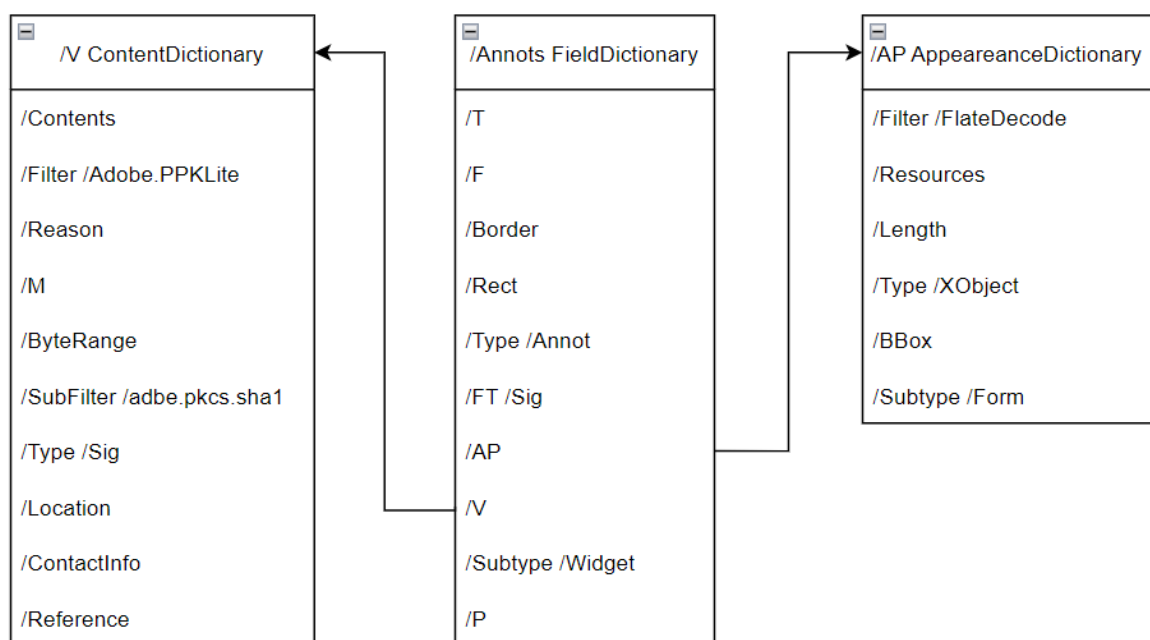 /V ContentDictionary
/Contents
/Filter /Adobe.PPKLite
/Reason
/M
/ByteRange
/SubFilter /adbe.pkcs.sha1
/Type /Sig
/Location
/ContactInfo
/Reference
/Annots FieldDictionary
/T
/F
/Border
/Rect
/Type /Annot
/FT /Sig
/AP
/V
/Subtype /Widget
/P
/AP AppeareanceDictionary
/Filter /FlateDecode
/Resources
/Length
/Type /XObject
/BBox
/Subtype /Form